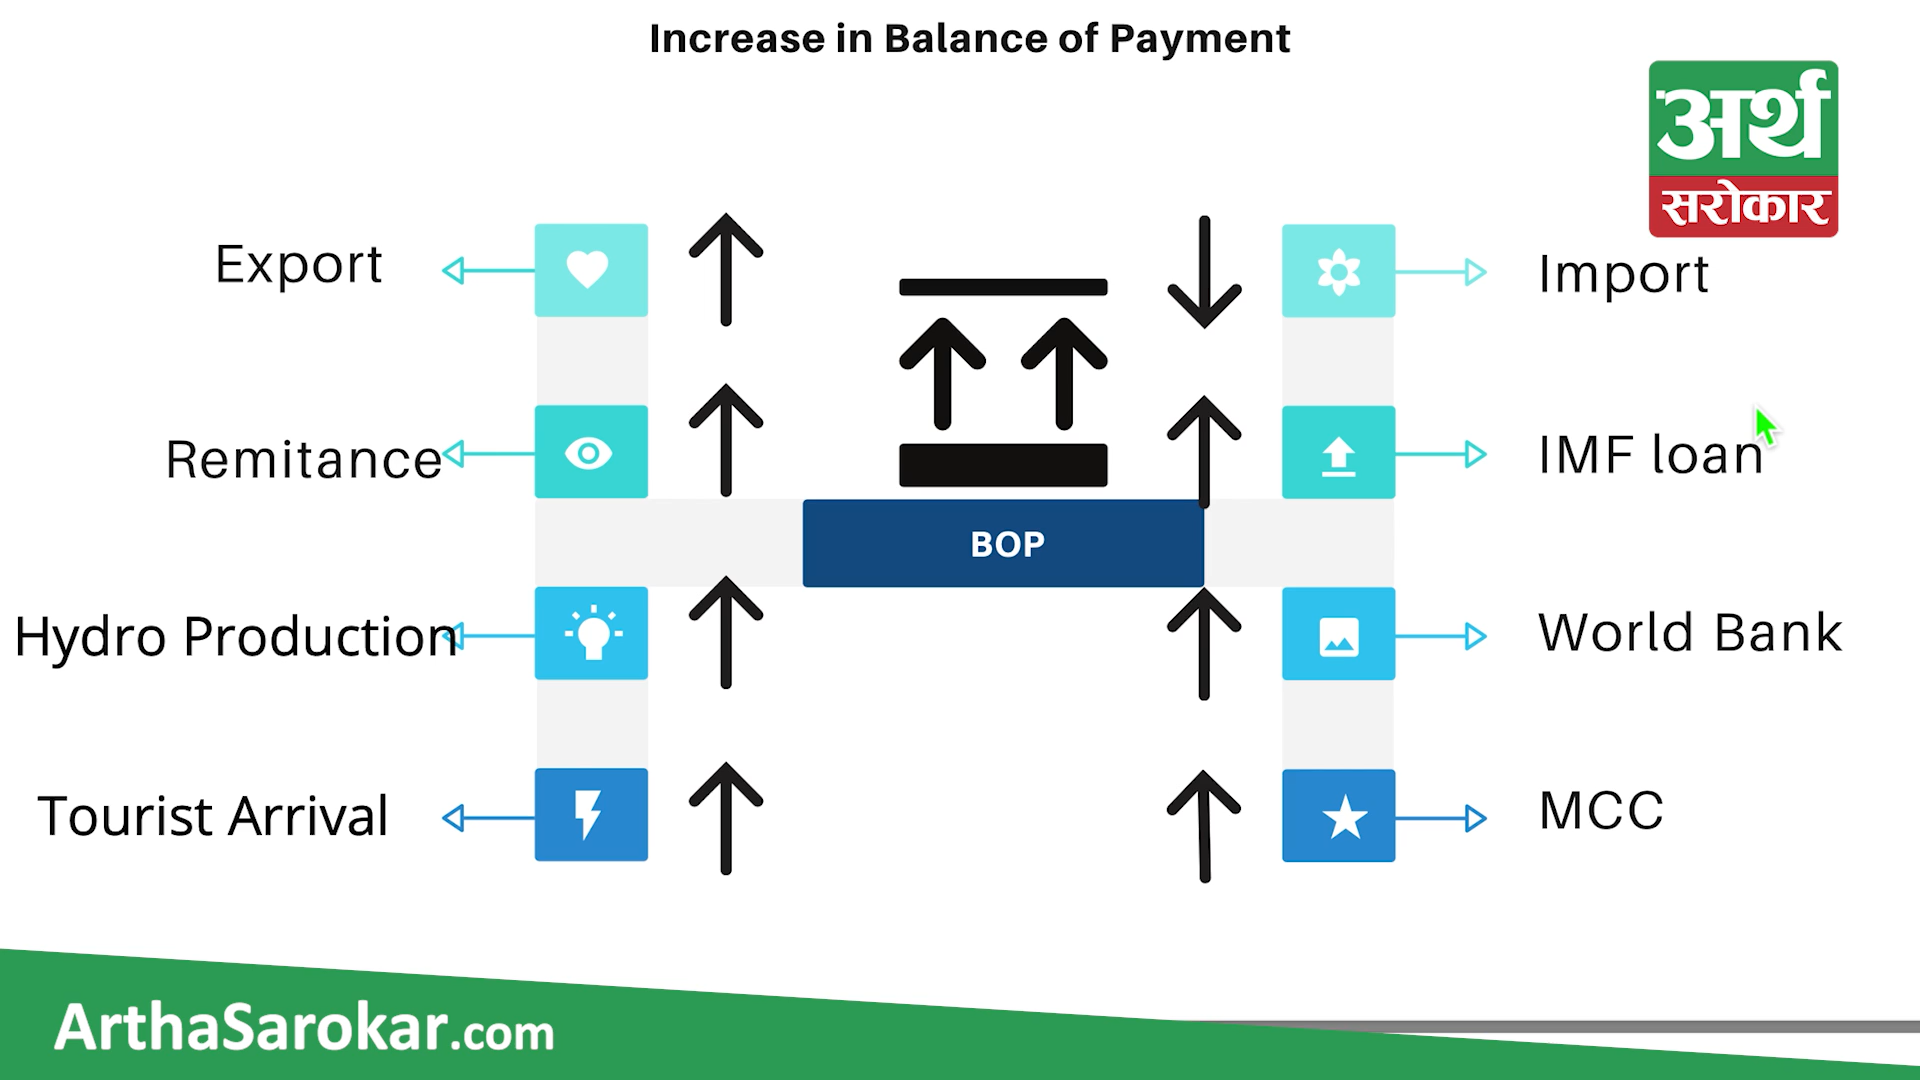 Increase in Balance of Payment
अर्थ
सरोकार
Export
Import
Remitance
IMF loan
BOP
Hydro Production
World Bank
Tourist Arrival
MCC
ArthaSarokar.com